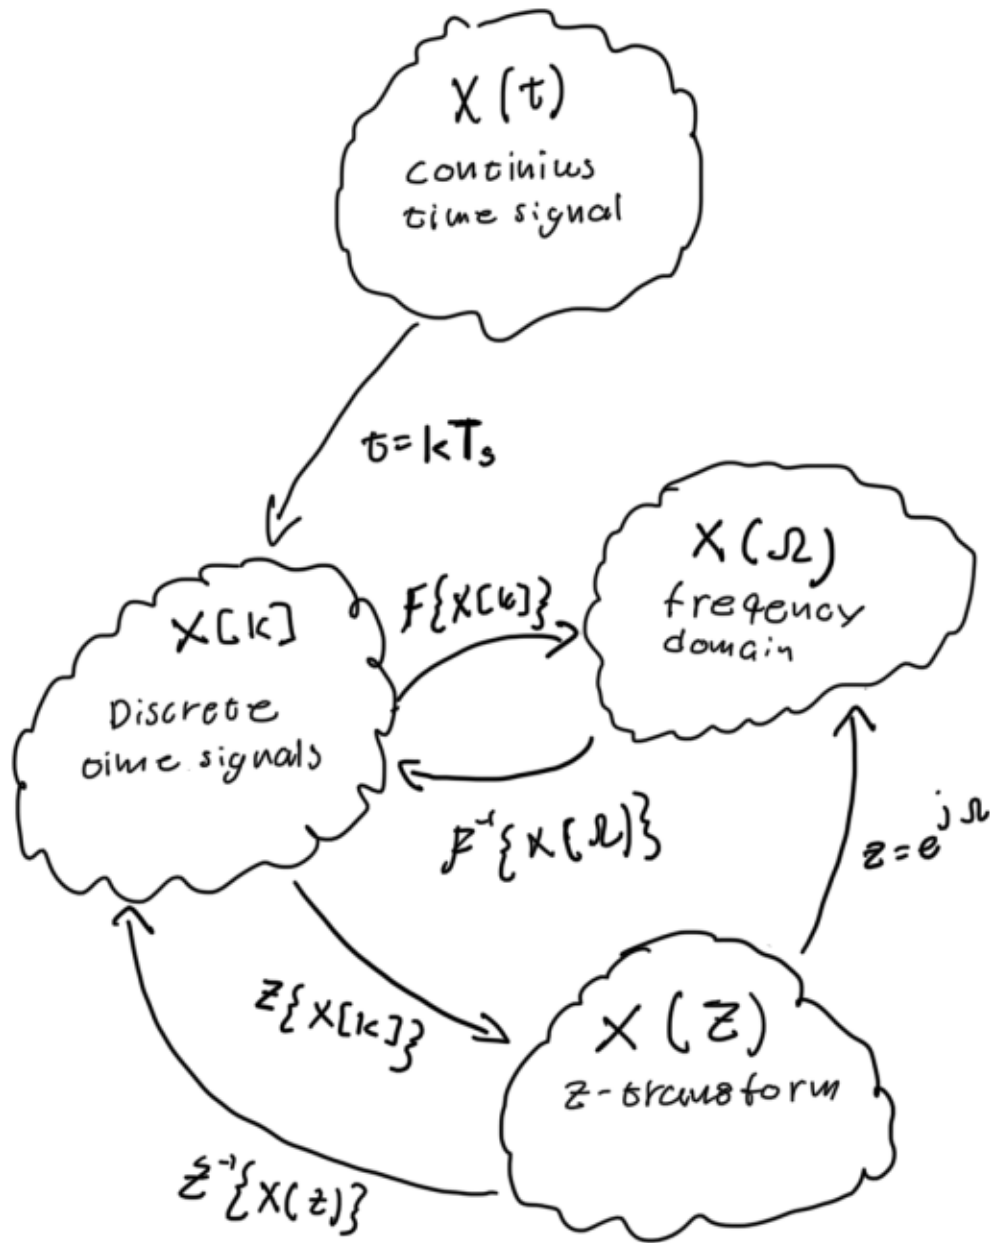 X(t)
continius
time signal
t=kTs
X[k]
Discrete
time signals
F{X[k]}
X(Ω)
freqency
domain
F⁻¹{X(Ω)}
z=e^jΩ
Z{X[k]}
X(Z)
z-transform
Z⁻¹{X(z)}